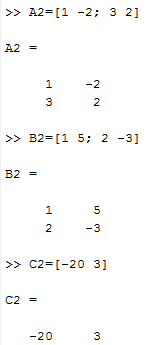 >> A2=[1 -2; 3 2]
A2 =
1 -2
3 2
>> B2=[1 5; 2 -3]
B2 =
1 5
2 -3
>> C2=[-20 3]
C2 =
-20 3